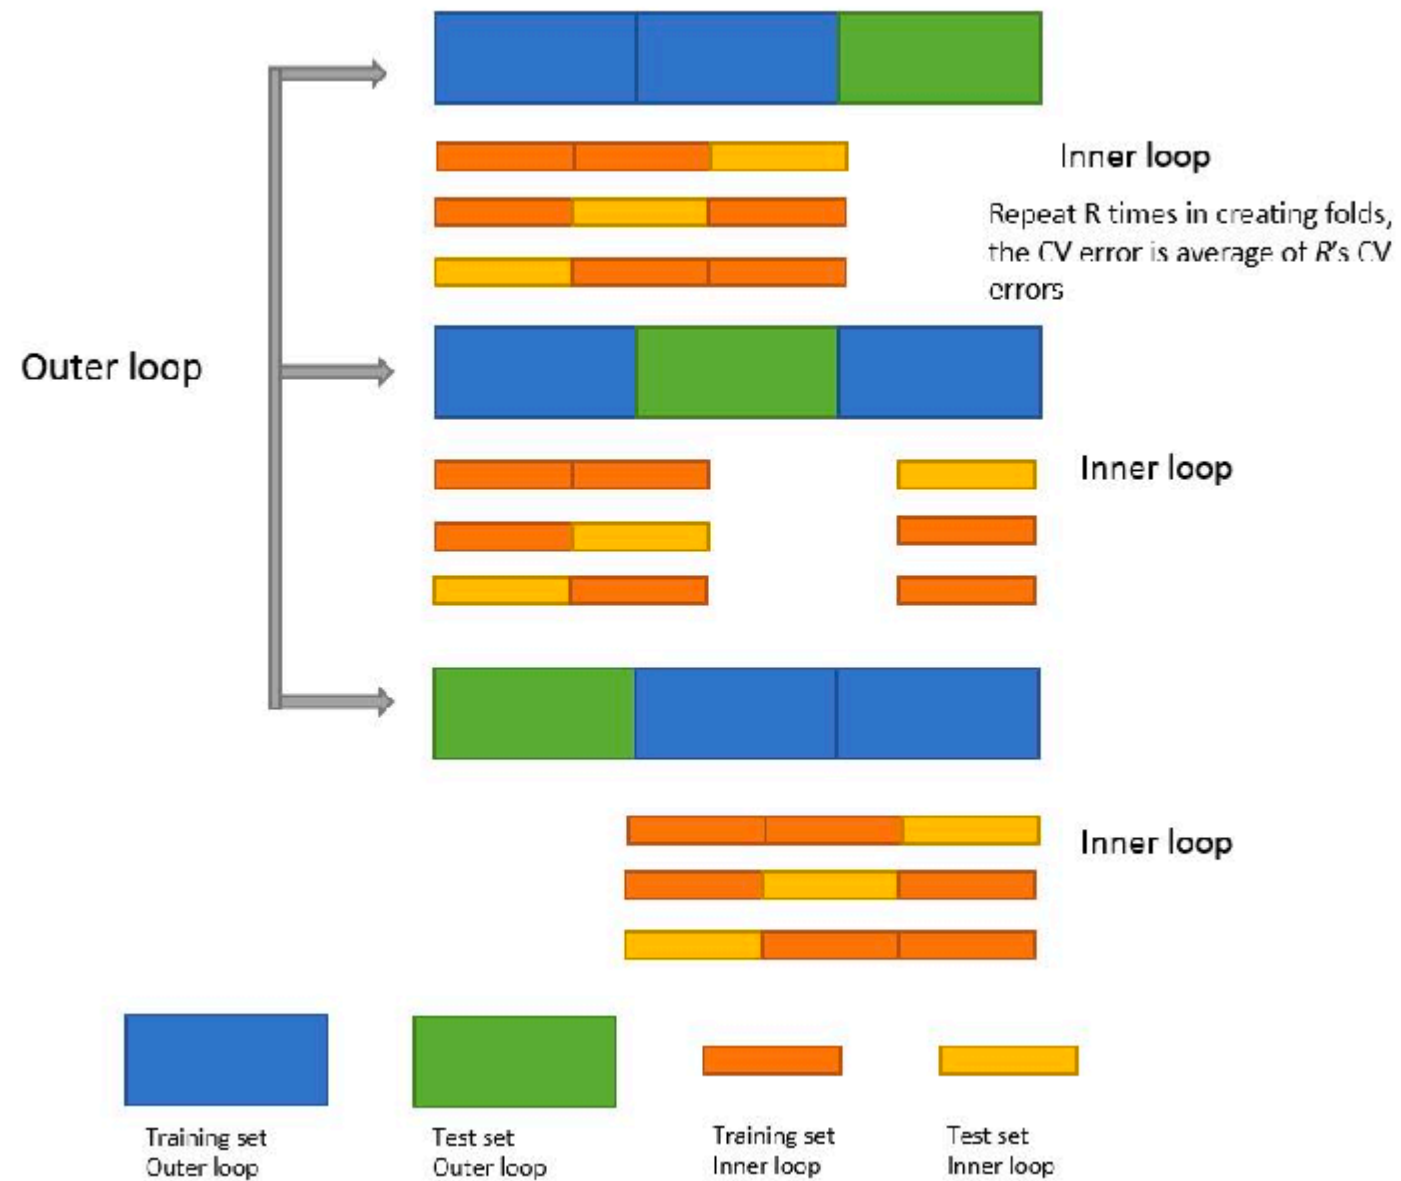 Inner loop
Repeat R times in creating folds,
the CV error is average of R's CV
errors
Outer loop
Inner loop
Inner loop
Training set
Outer loop
Test set
Outer loop
Training set
Inner loop
Test set
Inner loop